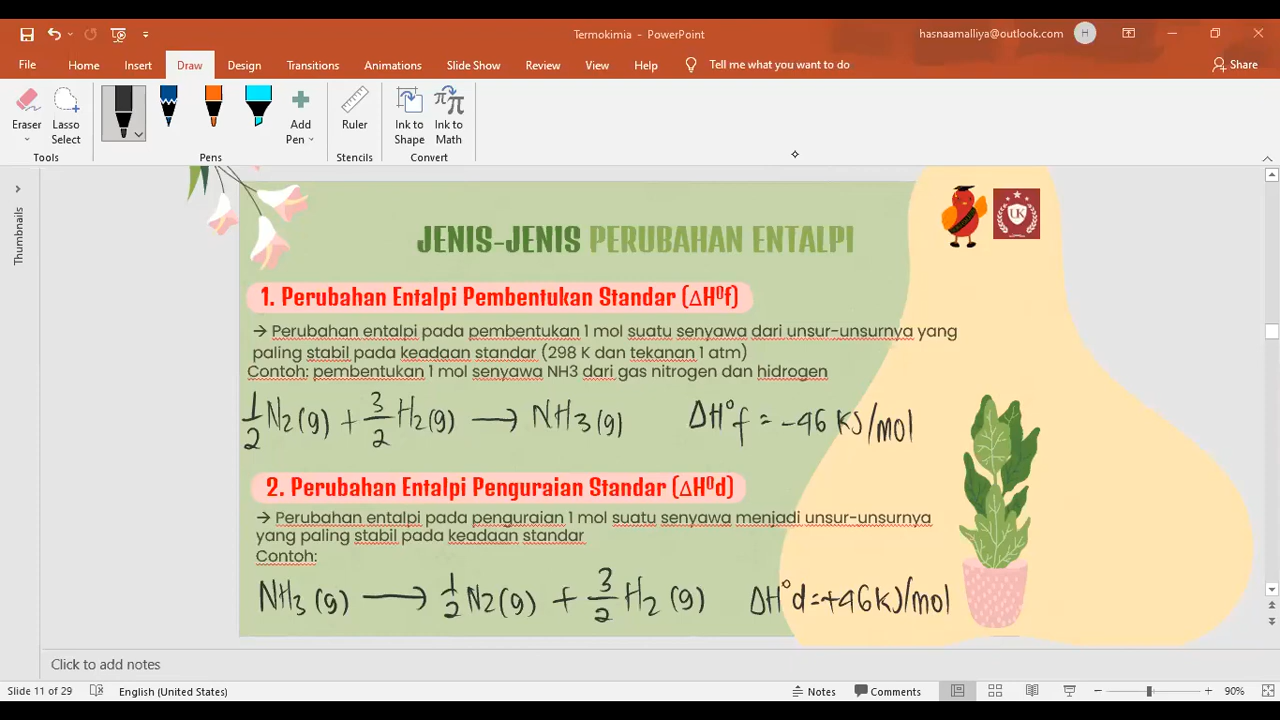 Termokimia - PowerPoint
hasnaamalliya@outlook.com
H
File Home Insert Draw Design Transitions Animations Slide Show Review View Help Tell me what you want to do Share
Eraser Lasso Select Add Pen Ruler Ink to Shape Ink to Math
Tools Pens Stencils Convert
Thumbnails
UK
JENIS-JENIS PERUBAHAN ENTALPI
1. Perubahan Entalpi Pembentukan Standar (∆H⁰f)
→ Perubahan entalpi pada pembentukan 1 mol suatu senyawa dari unsur-unsurnya yang
paling stabil pada keadaan standar (298 K dan tekanan 1 atm)
Contoh: pembentukan 1 mol senyawa NH3 dari gas nitrogen dan hidrogen
1/2 N₂(g) + 3/2 H₂(g) → NH₃(g) ∆H°f = -46 KJ/mol
2. Perubahan Entalpi Penguraian Standar (∆H⁰d)
→ Perubahan entalpi pada penguraian 1 mol suatu senyawa menjadi unsur-unsurnya
yang paling stabil pada keadaan standar
Contoh:
NH₃(g) → 1/2 N₂(g) + 3/2 H₂(g) ∆H°d = +46 KJ/mol
Click to add notes
Slide 11 of 29 English (United States) Notes Comments 90%